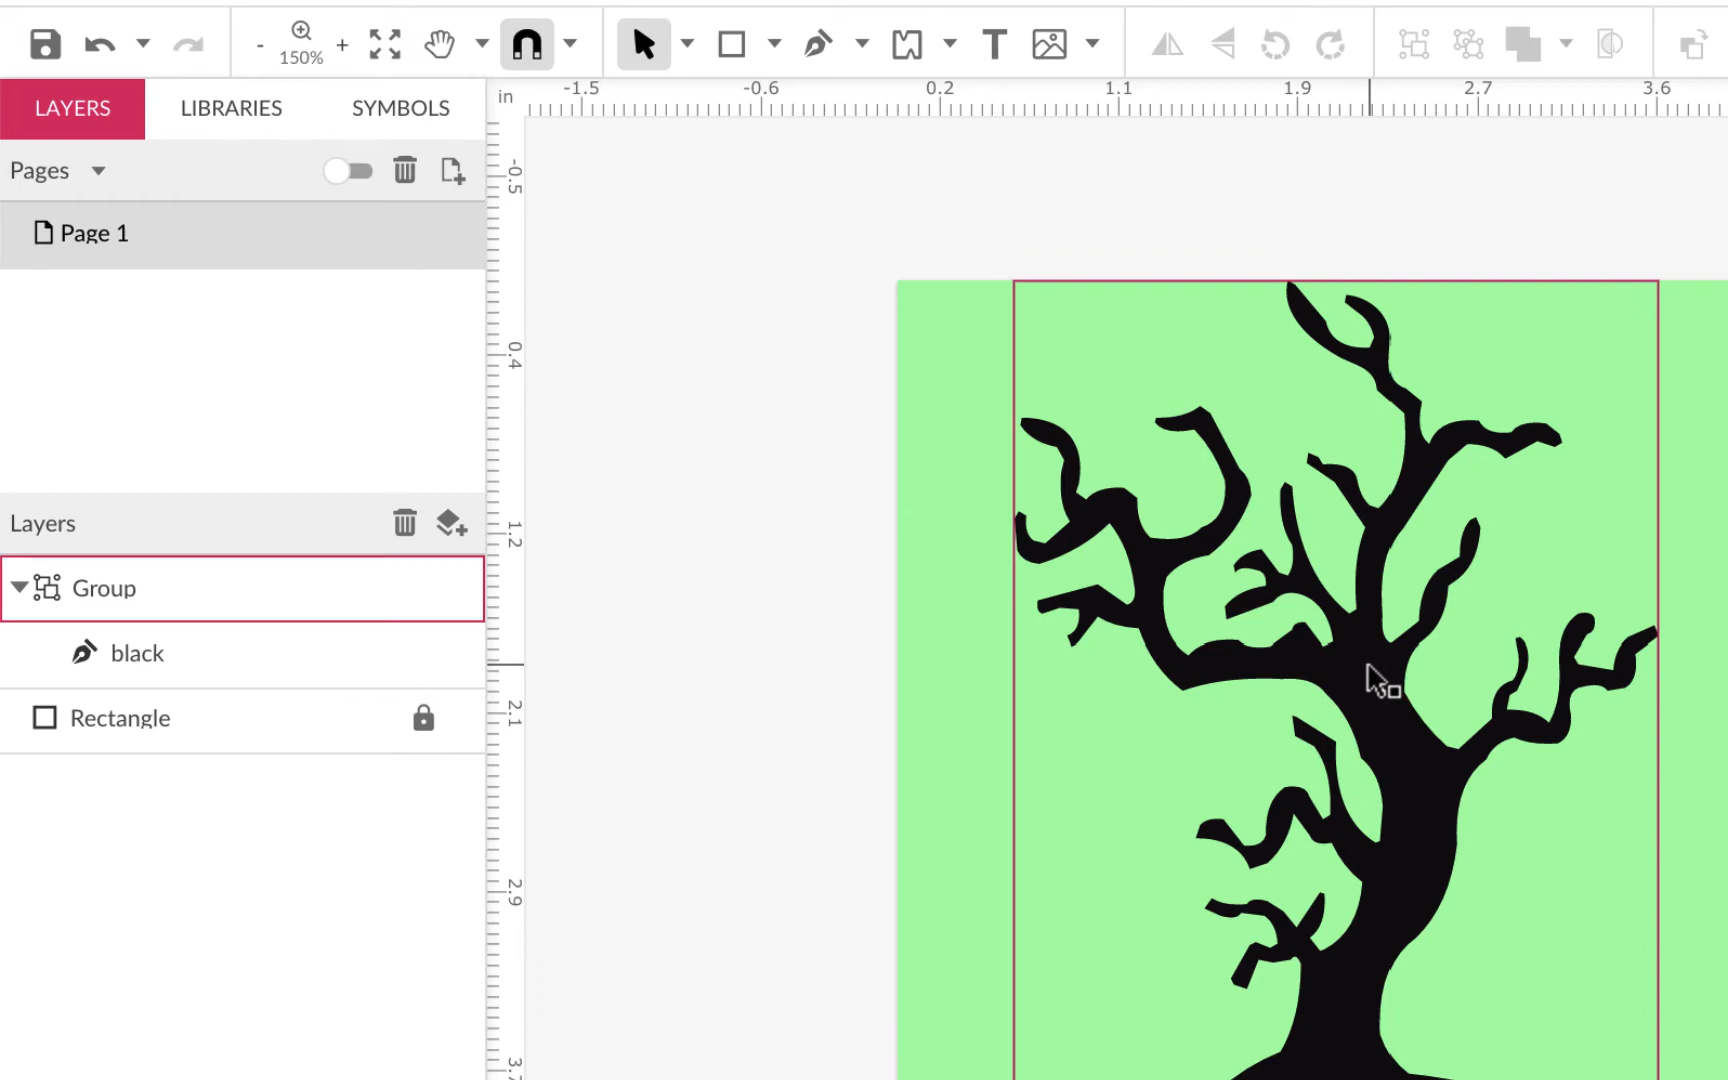 - 150% +
T
LAYERS LIBRARIES SYMBOLS
in -1.5 -0.6 0.2 1.1 1.9 2.7 3.6
Pages
Page 1
-0.5
0.4
Layers
1.2
Group
black
Rectangle
2.1
2.9